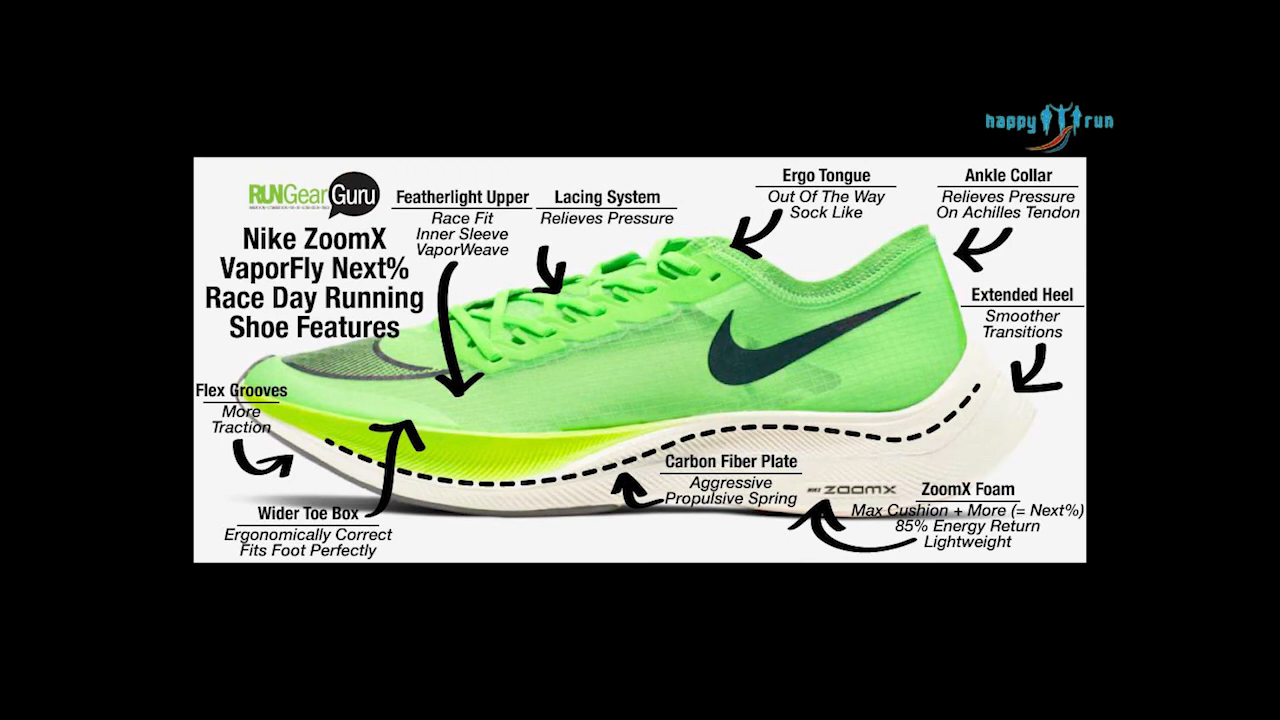 happy run
RUNGearGuru
Nike ZoomX
VaporFly Next%
Race Day Running
Shoe Features
Featherlight Upper
Race Fit
Inner Sleeve
VaporWeave
Lacing System
Relieves Pressure
Ergo Tongue
Out Of The Way
Sock Like
Ankle Collar
Relieves Pressure
On Achilles Tendon
Extended Heel
Smoother
Transitions
Flex Grooves
More
Traction
Wider Toe Box
Ergonomically Correct
Fits Foot Perfectly
Carbon Fiber Plate
Aggressive
Propulsive Spring
ZOOMX
ZoomX Foam
Max Cushion + More (= Next%)
85% Energy Return
Lightweight